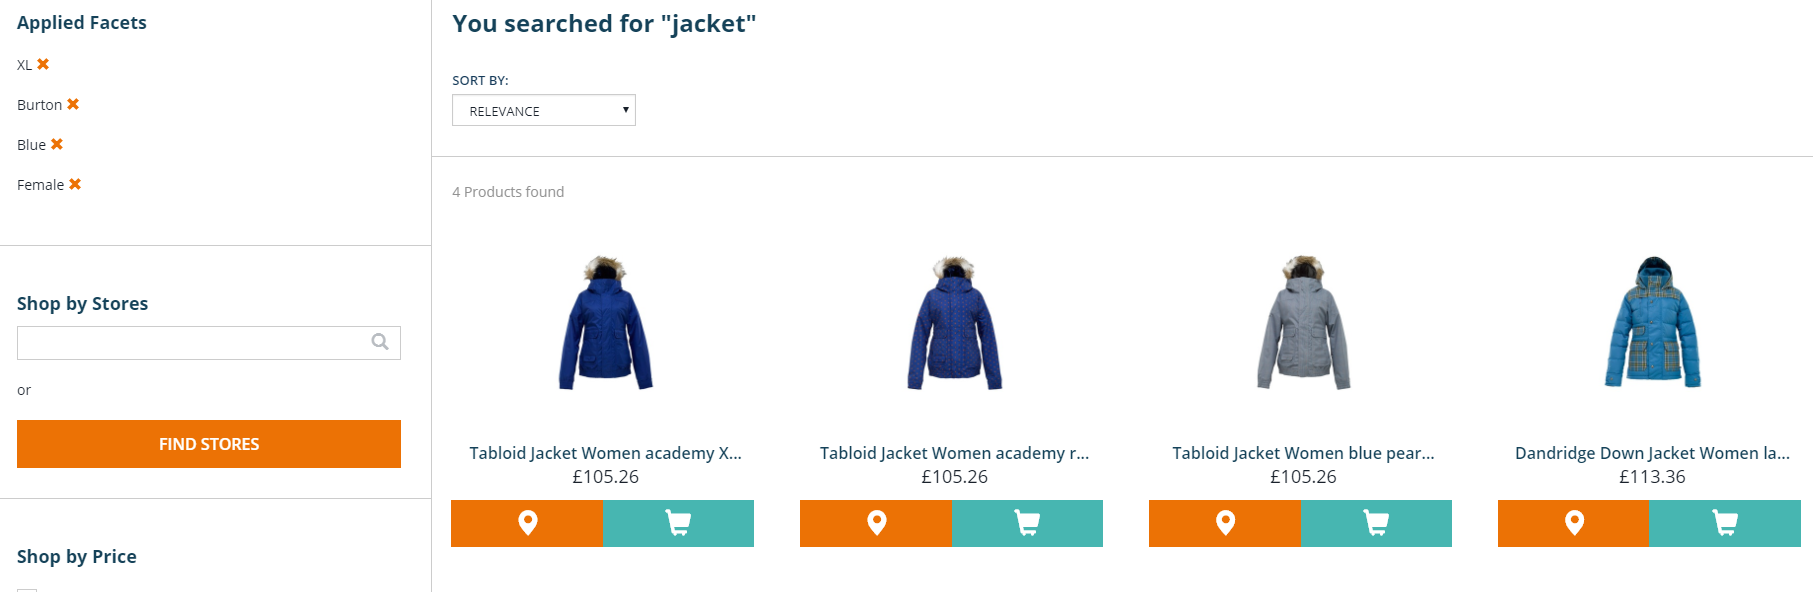 Applied Facets
XL
Burton
Blue
Female
Shop by Stores
or
FIND STORES
Shop by Price
You searched for "jacket"
SORT BY:
RELEVANCE
4 Products found
Tabloid Jacket Women academy X...
£105.26
Tabloid Jacket Women academy r...
£105.26
Tabloid Jacket Women blue pear...
£105.26
Dandridge Down Jacket Women la...
£113.36